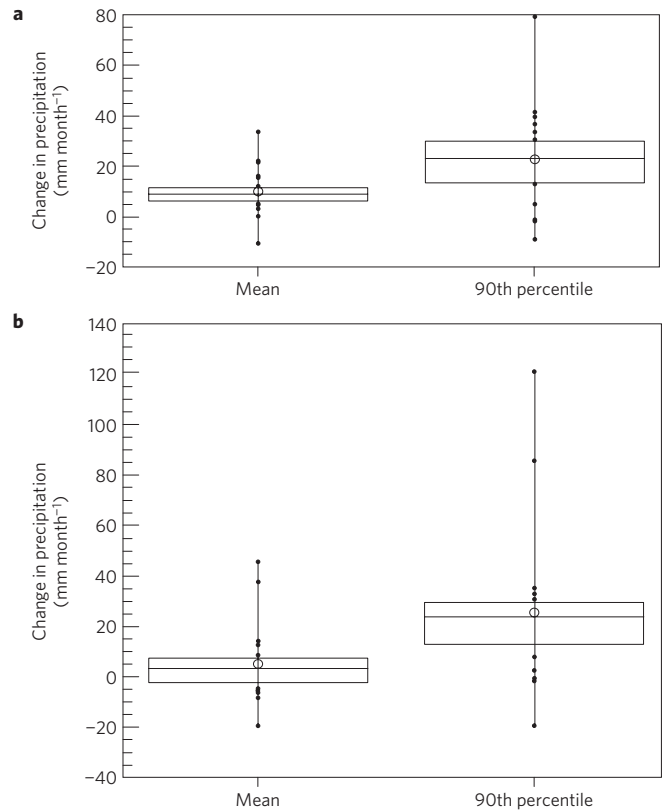 a
80
60
40
20
0
−20
Change in precipitation
(mm month⁻¹)
Mean
90th percentile
b
140
120
100
80
60
40
20
0
−20
−40
Change in precipitation
(mm month⁻¹)
Mean
90th percentile